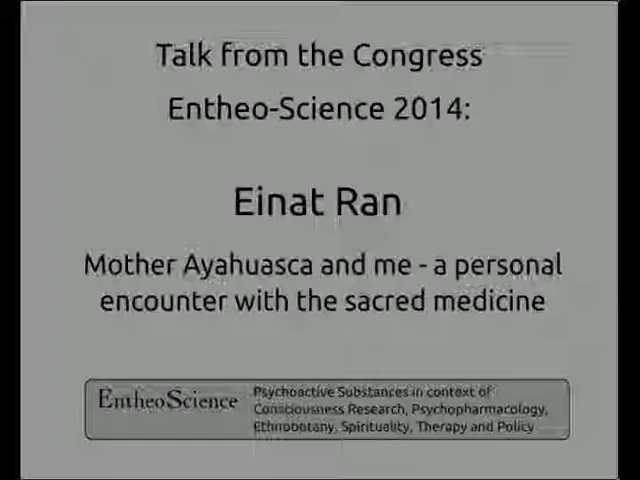 Talk from the Congress
Entheo-Science 2014:
Einat Ran
Mother Ayahuasca and me - a personal
encounter with the sacred medicine
EntheoScience
Psychoactive Substances in context of
Consciousness Research, Psychopharmacology,
Ethnobotany, Spirituality, Therapy and Policy